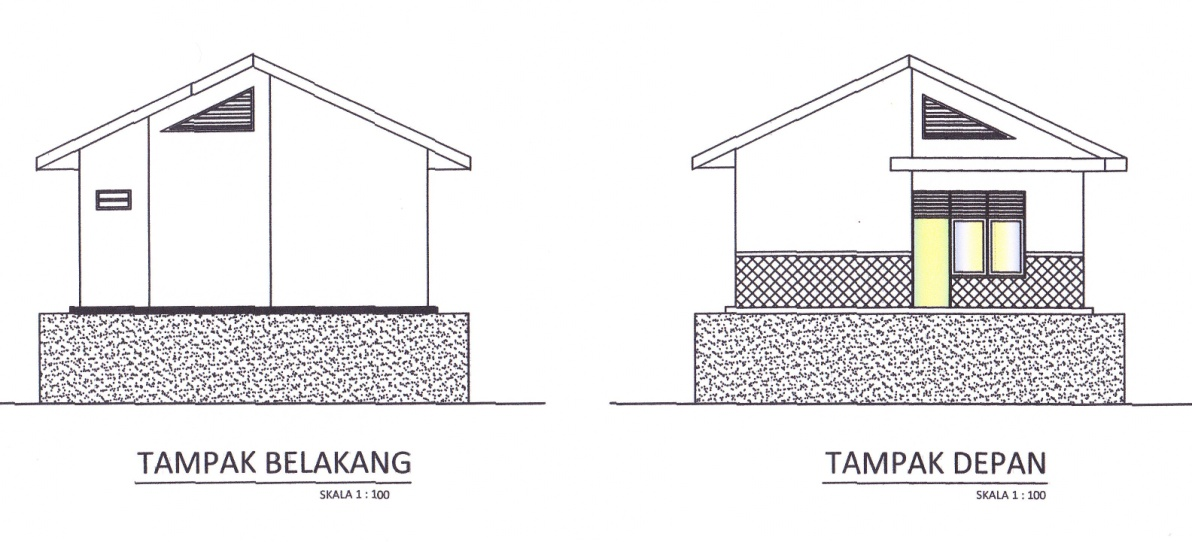 TAMPAK BELAKANG
SKALA 1 : 100
TAMPAK DEPAN
SKALA 1 : 100